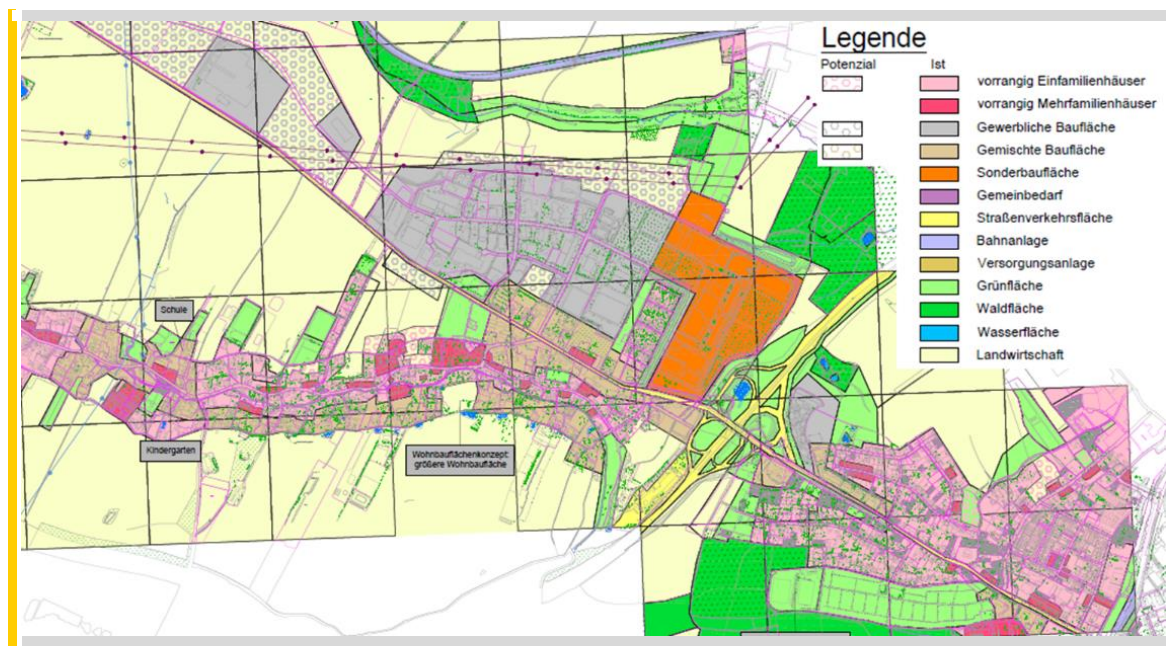 Legende
Potenzial
Ist
vorrangig Einfamilienhäuser
vorrangig Mehrfamilienhäuser
Gewerbliche Baufläche
Gemischte Baufläche
Sonderbaufläche
Gemeinbedarf
Straßenverkehrsfläche
Bahnanlage
Versorgungsanlage
Grünfläche
Waldfläche
Wasserfläche
Landwirtschaft
Schule
Kindergarten
Wohnbauflächenkonzept:
größere Wohnbaufläche